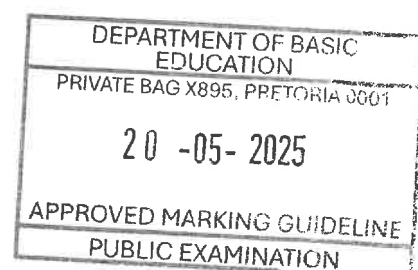 DEPARTMENT OF BASIC
EDUCATION
PRIVATE BAG X895, PRETORIA 0001
20 -05- 2025
APPROVED MARKING GUIDELINE
PUBLIC EXAMINATION